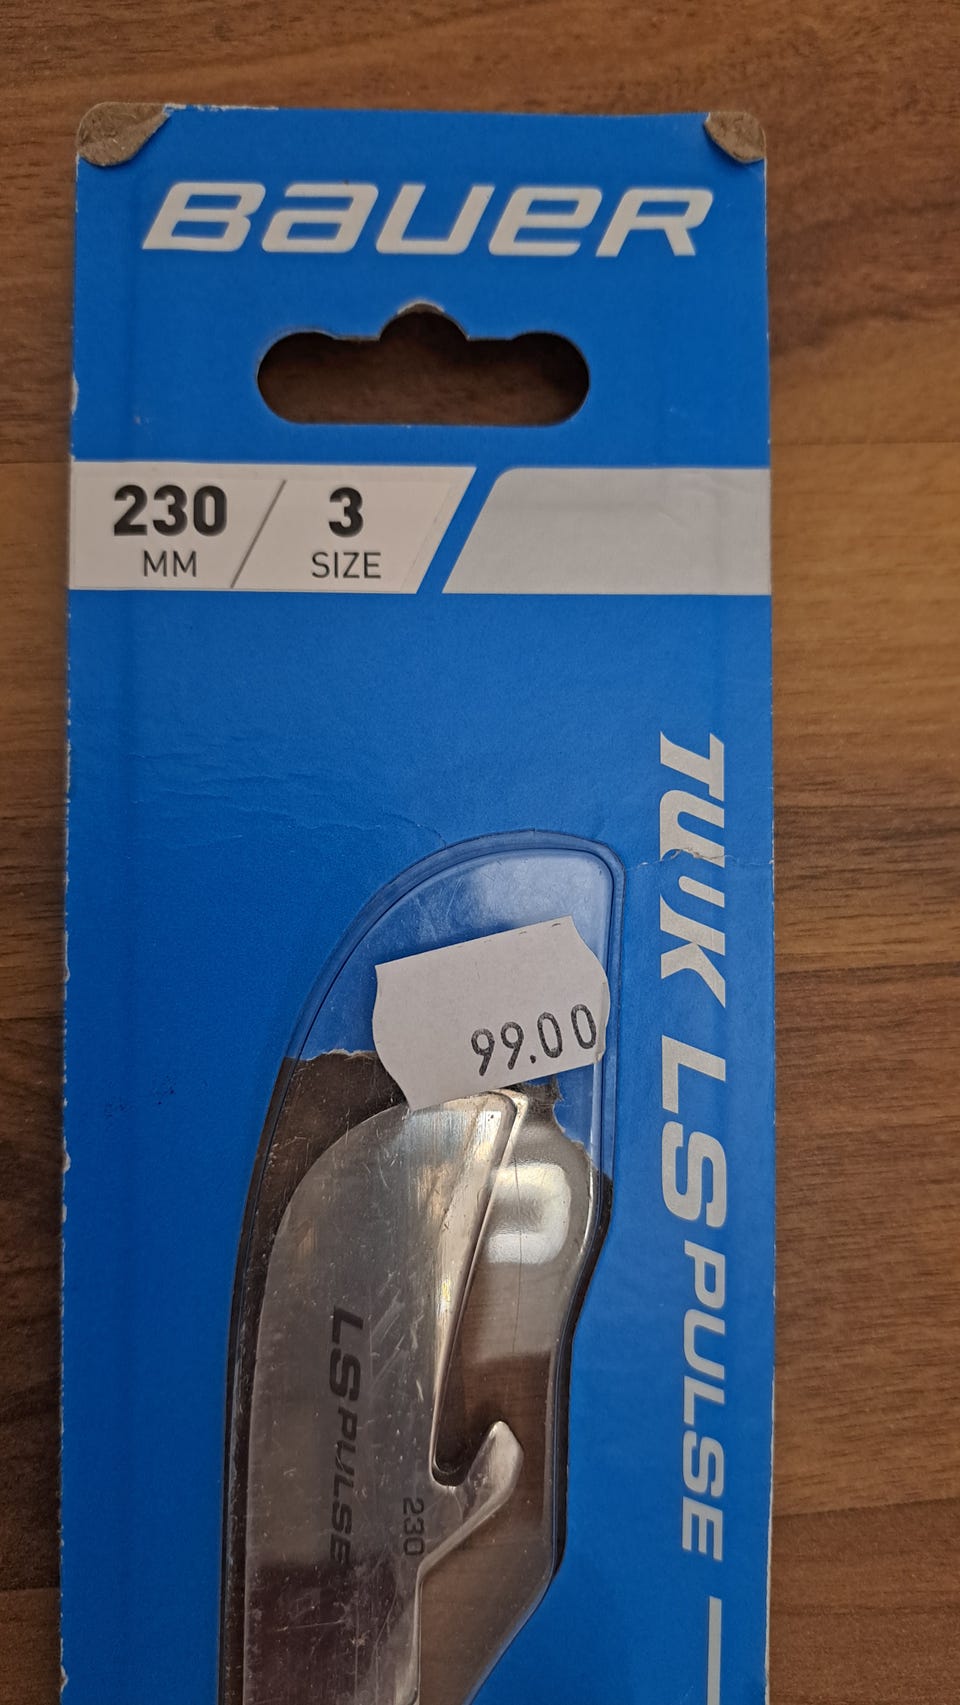 BAUER
230 / 3
MM SIZE
TUUK LS PULSE
99.00
LS PULSE
230